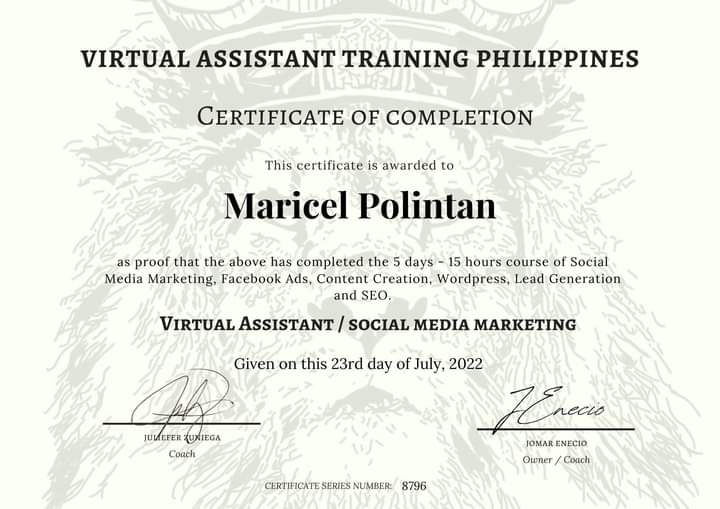 VIRTUAL ASSISTANT TRAINING PHILIPPINES
CERTIFICATE OF COMPLETION
This certificate is awarded to
Maricel Polintan
as proof that the above has completed the 5 days - 15 hours course of Social
Media Marketing, Facebook Ads, Content Creation, Wordpress, Lead Generation
and SEO.
VIRTUAL ASSISTANT / SOCIAL MEDIA MARKETING
Given on this 23rd day of July, 2022
J Enecio
JULIEFER ZUNIEGA
Coach
JOMAR ENECIO
Owner / Coach
CERTIFICATE SERIES NUMBER: 8796